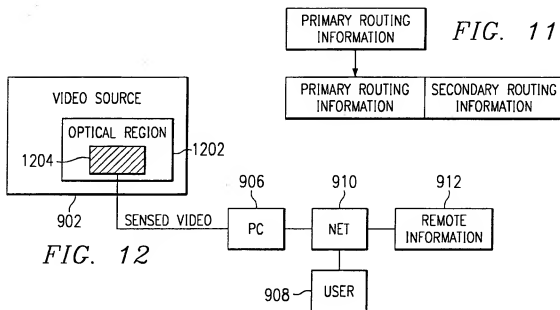 PRIMARY ROUTING
INFORMATION
FIG. 11
PRIMARY ROUTING
INFORMATION
SECONDARY ROUTING
INFORMATION
VIDEO SOURCE
OPTICAL REGION
1204
1202
902
SENSED VIDEO
906
PC
910
NET
912
REMOTE
INFORMATION
908
USER
FIG. 12